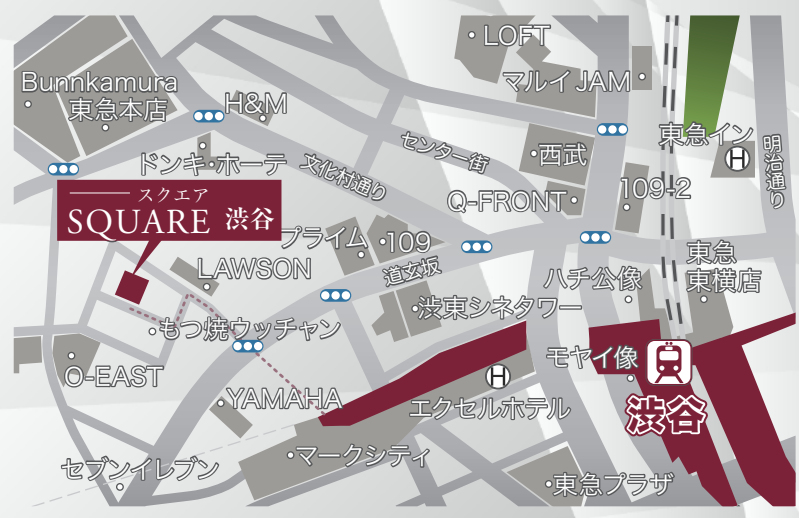 LOFT
マルイJAM
Bunnkamura
東急本店
H&M
東急イン
H
明治通り
ドンキ・ホーテ
文化村通り
センター街
西武
109-2
Q-FRONT
スクエア
SQUARE 渋谷
プライム
109
道玄坂
LAWSON
ハチ公像
東急
東横店
渋東シネタワー
もつ焼ウッチャン
モヤイ像
O-EAST
H
YAMAHA
エクセルホテル
渋谷
マークシティ
セブンイレブン
東急プラザ